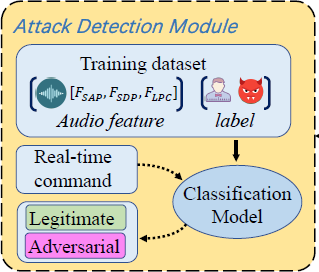 Attack Detection Module
Training dataset
[F_SAP, F_SDP, F_LPC]
Audio feature
label
Real-time
command
Classification
Model
Legitimate
Adversarial